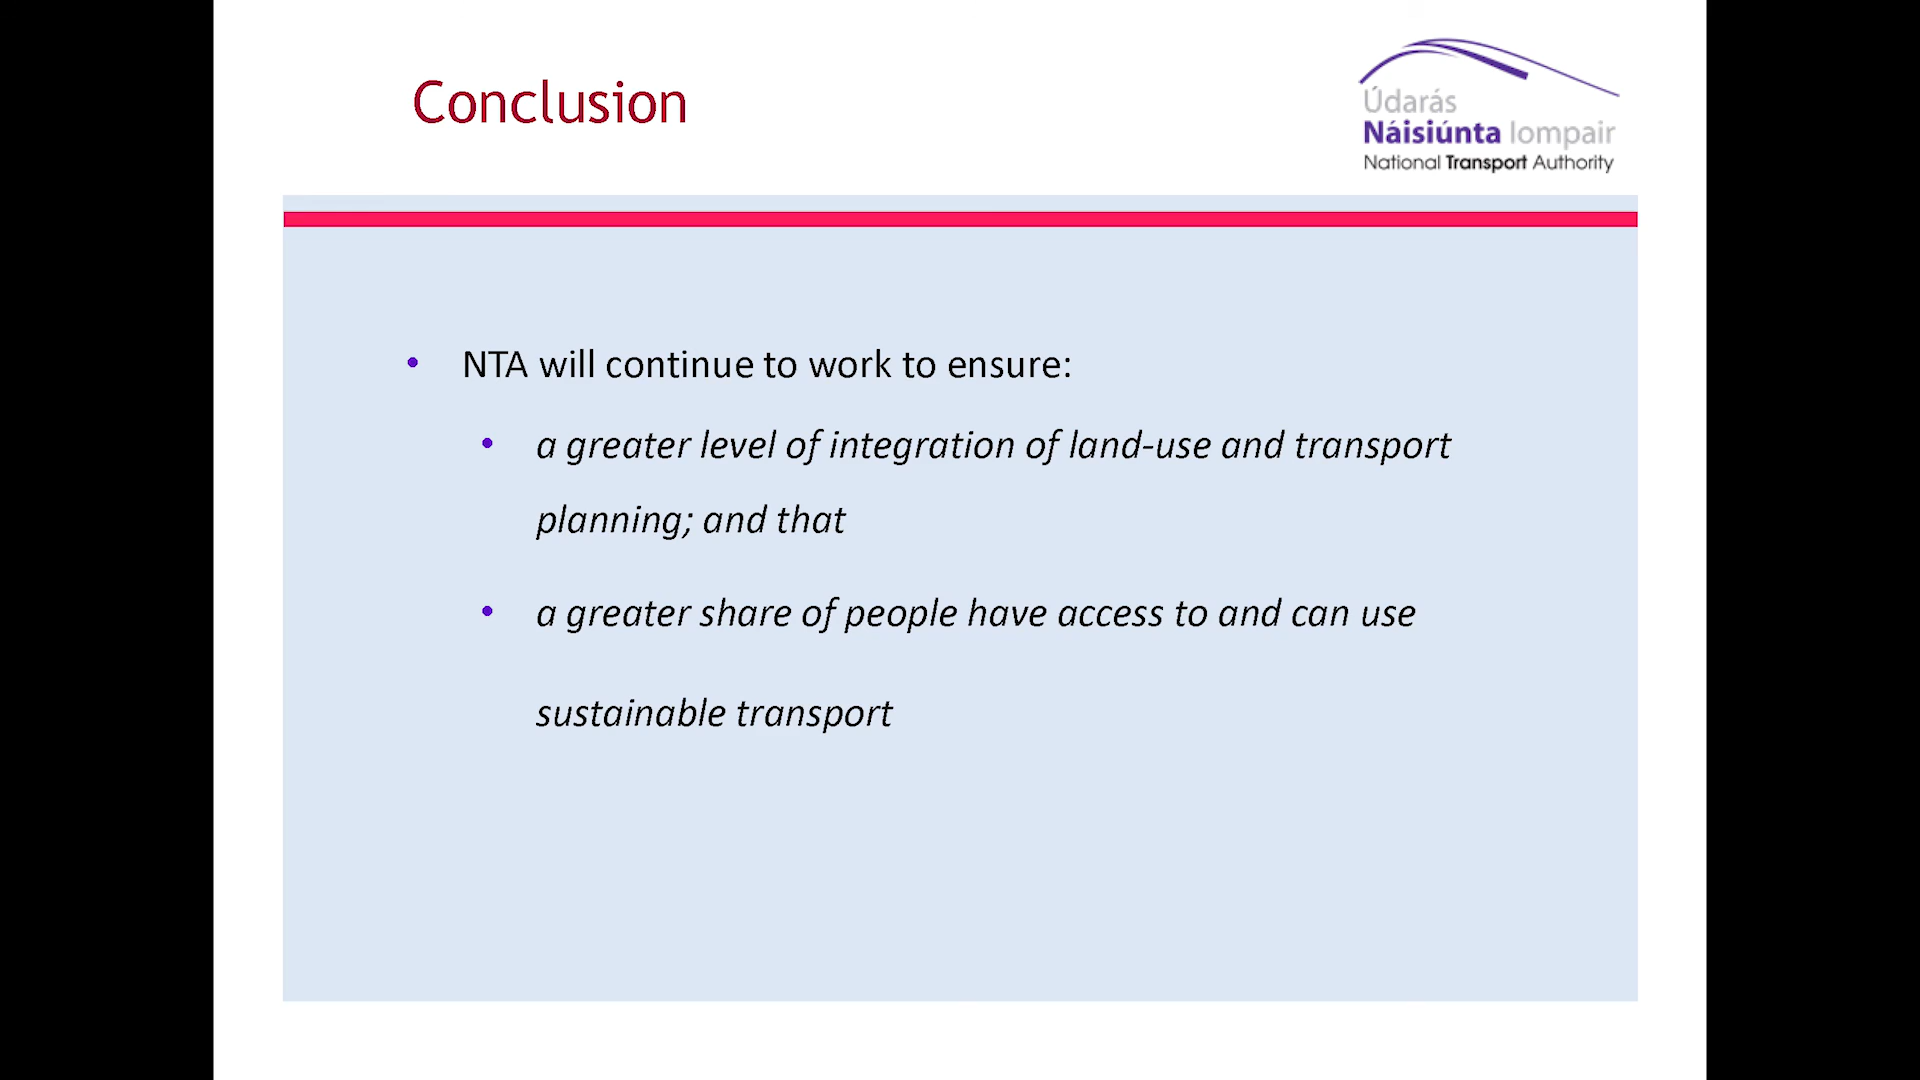 Conclusion
Údarás
Náisiúnta Iompair
National Transport Authority
• NTA will continue to work to ensure:
• a greater level of integration of land-use and transport
planning; and that
• a greater share of people have access to and can use
sustainable transport